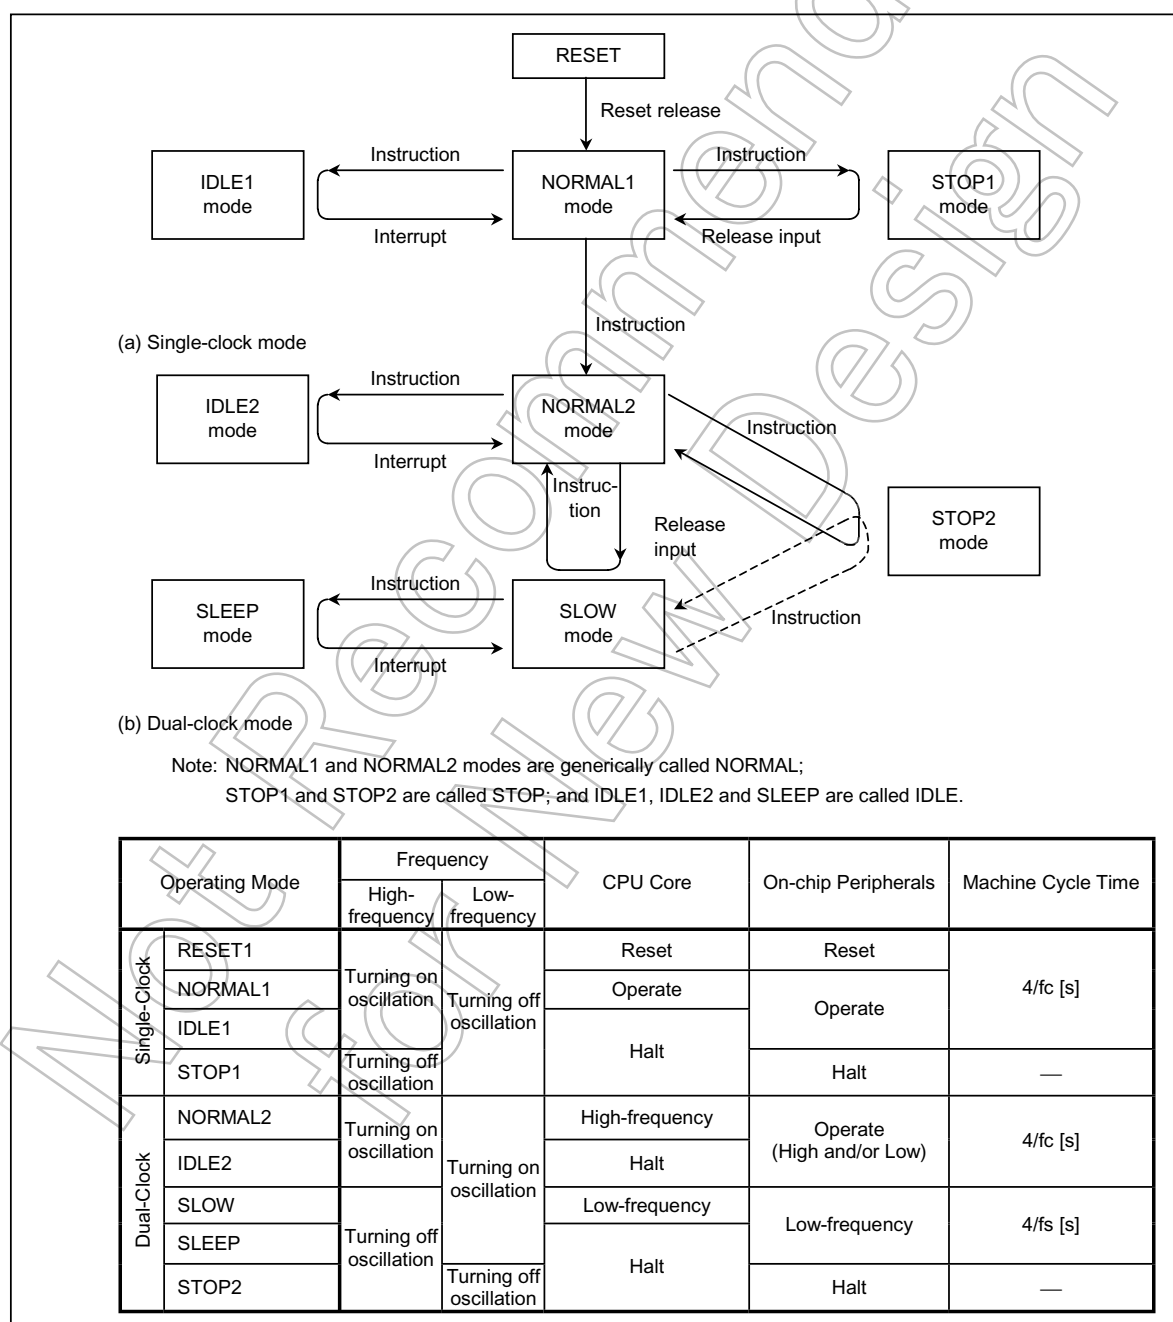 RESET
Reset release
IDLE1
mode
Instruction
Interrupt
NORMAL1
mode
Instruction
Release input
STOP1
mode
Instruction
(a) Single-clock mode
IDLE2
mode
Instruction
Interrupt
NORMAL2
mode
Instruction
Instruc-
tion
Release
input
STOP2
mode
SLEEP
mode
Instruction
Interrupt
SLOW
mode
Instruction
(b) Dual-clock mode
Note: NORMAL1 and NORMAL2 modes are generically called NORMAL;
STOP1 and STOP2 are called STOP; and IDLE1, IDLE2 and SLEEP are called IDLE.
Operating Mode
Frequency
High-
frequency
Low-
frequency
CPU Core
On-chip Peripherals
Machine Cycle Time
Single-Clock
RESET1
Turning on
oscillation
Turning off
oscillation
Reset
Reset
4/fc [s]
NORMAL1
Operate
Operate
IDLE1
Halt
STOP1
Turning off
oscillation
Halt
—
Dual-Clock
NORMAL2
Turning on
oscillation
Turning on
oscillation
High-frequency
Operate
(High and/or Low)
4/fc [s]
IDLE2
Halt
SLOW
Turning off
oscillation
Low-frequency
Low-frequency
4/fs [s]
SLEEP
Halt
STOP2
Turning off
oscillation
Halt
—
Not Recommend
for New Design